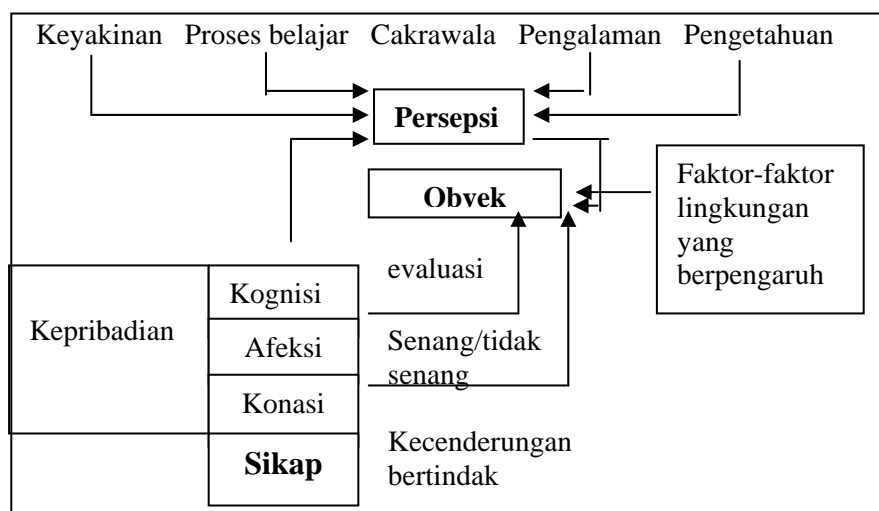 Keyakinan Proses belajar Cakrawala Pengalaman Pengetahuan
Persepsi
Obvek
Faktor-faktor
lingkungan
yang
berpengaruh
evaluasi
Kognisi
Kepribadian
Afeksi
Senang/tidak
senang
Konasi
Sikap
Kecenderungan
bertindak